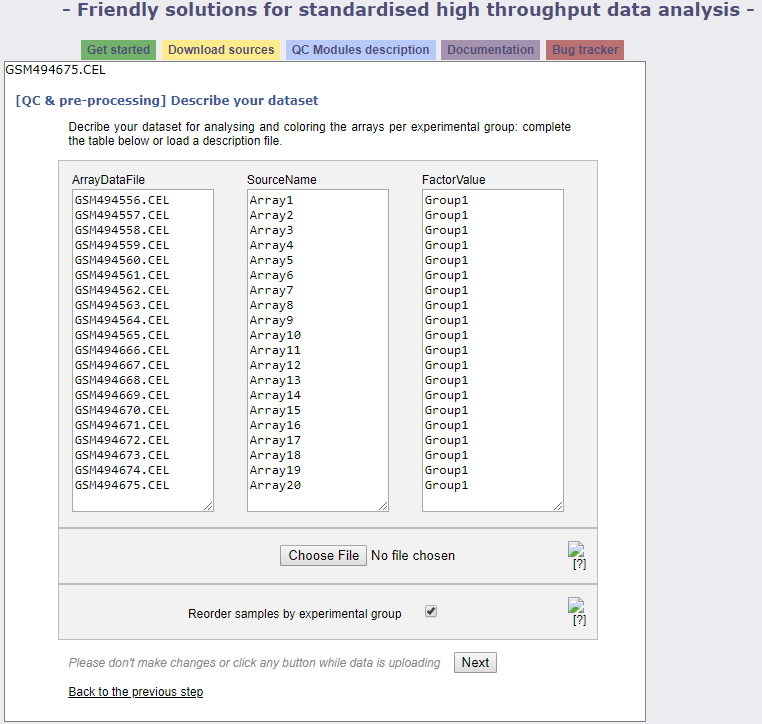 - Friendly solutions for standardised high throughput data analysis -
Get started Download sources QC Modules description Documentation Bug tracker
GSM494675.CEL
[QC & pre-processing] Describe your dataset
Decribe your dataset for analysing and coloring the arrays per experimental group: complete
the table below or load a description file.
ArrayDataFile SourceName FactorValue
GSM494556.CEL Array1 Group1
GSM494557.CEL Array2 Group1
GSM494558.CEL Array3 Group1
GSM494559.CEL Array4 Group1
GSM494560.CEL Array5 Group1
GSM494561.CEL Array6 Group1
GSM494562.CEL Array7 Group1
GSM494563.CEL Array8 Group1
GSM494564.CEL Array9 Group1
GSM494565.CEL Array10 Group1
GSM494666.CEL Array11 Group1
GSM494667.CEL Array12 Group1
GSM494668.CEL Array13 Group1
GSM494669.CEL Array14 Group1
GSM494670.CEL Array15 Group1
GSM494671.CEL Array16 Group1
GSM494672.CEL Array17 Group1
GSM494673.CEL Array18 Group1
GSM494674.CEL Array19 Group1
GSM494675.CEL Array20 Group1
Choose File No file chosen [?]
Reorder samples by experimental group [?]
Please don't make changes or click any button while data is uploading Next
Back to the previous step